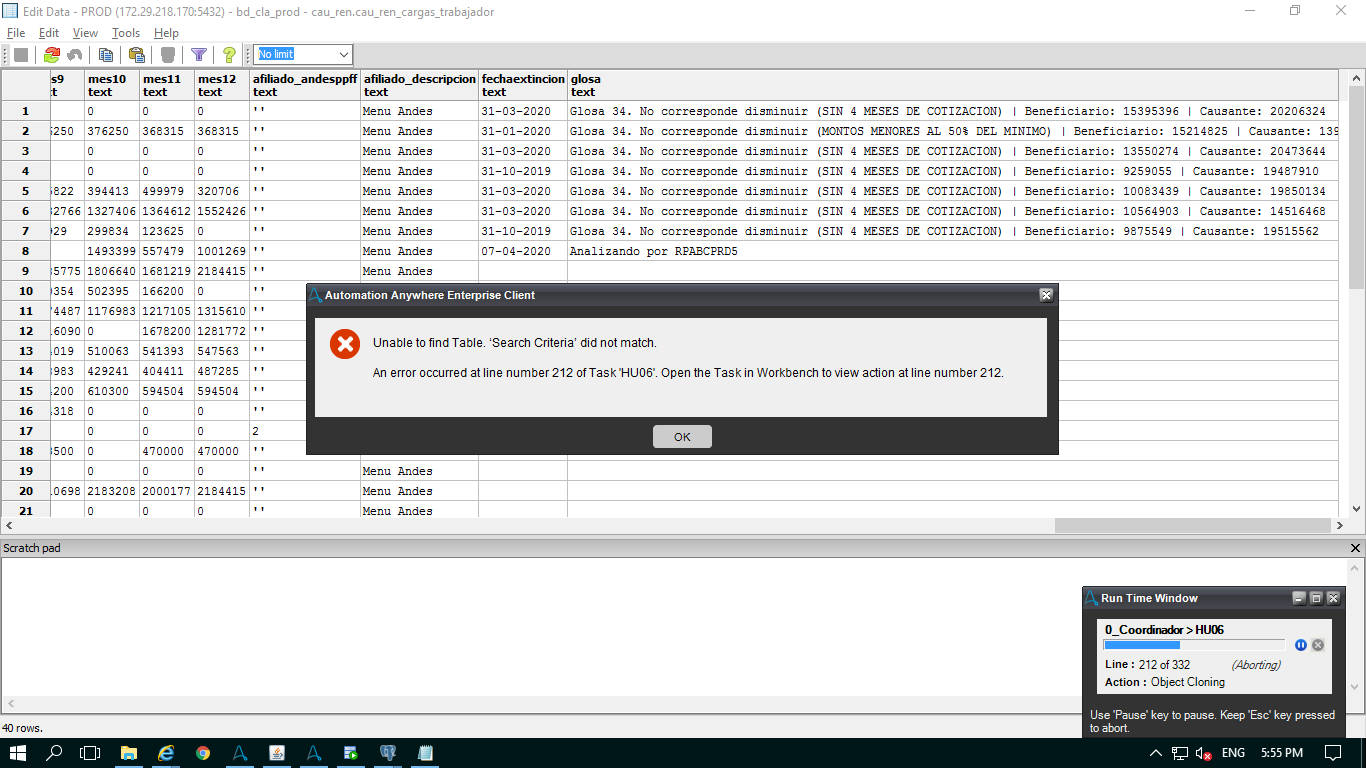 Edit Data - PROD (172.29.218.170:5432) - bd_cla_prod - cau_ren.cau_ren_cargas_trabajador
File Edit View Tools Help
No limit
s9 mes10 mes11 mes12 afiliado_andesppff afiliado_descripcion fechaextincion glosa
t text text text text text text text
1 0 0 0 '' Menu Andes 31-03-2020 Glosa 34. No corresponde disminuir (SIN 4 MESES DE COTIZACION) | Beneficiario: 15395396 | Causante: 20206324
2 250 376250 368315 368315 '' Menu Andes 31-01-2020 Glosa 34. No corresponde disminuir (MONTOS MENORES AL 50% DEL MINIMO) | Beneficiario: 15214825 | Causante: 139
3 0 0 0 '' Menu Andes 31-03-2020 Glosa 34. No corresponde disminuir (SIN 4 MESES DE COTIZACION) | Beneficiario: 13550274 | Causante: 20473644
4 0 0 0 '' Menu Andes 31-10-2019 Glosa 34. No corresponde disminuir (SIN 4 MESES DE COTIZACION) | Beneficiario: 9259055 | Causante: 19487910
5 822 394413 499979 320706 '' Menu Andes 31-03-2020 Glosa 34. No corresponde disminuir (SIN 4 MESES DE COTIZACION) | Beneficiario: 10083439 | Causante: 19850134
6 32766 1327406 1364612 1552426 '' Menu Andes 31-03-2020 Glosa 34. No corresponde disminuir (SIN 4 MESES DE COTIZACION) | Beneficiario: 10564903 | Causante: 14516468
7 929 299834 123625 0 '' Menu Andes 31-10-2019 Glosa 34. No corresponde disminuir (SIN 4 MESES DE COTIZACION) | Beneficiario: 9875549 | Causante: 19515562
8 1493399 557479 1001269 '' Menu Andes 07-04-2020 Analizando por RPABCPRD5
9 35775 1806640 1681219 2184415 '' Menu Andes
10 354 502395 166200 0 ''
11 74487 1176983 1217105 1315610 ''
12 16090 0 1678200 1281772 ''
13 019 510063 541393 547563 ''
14 983 429241 404411 487285 ''
15 200 610300 594504 594504 ''
16 318 0 0 0 ''
17 0 0 0 2
18 500 0 470000 470000 ''
19 0 0 0 '' Menu Andes
20 0698 2183208 2000177 2184415 '' Menu Andes
21 0 0 0 '' Menu Andes
Automation Anywhere Enterprise Client
Unable to find Table. ‘Search Criteria’ did not match.
An error occurred at line number 212 of Task 'HU06'. Open the Task in Workbench to view action at line number 212.
OK
Scratch pad
Run Time Window
0_Coordinador > HU06
Line : 212 of 332 (Aborting)
Action : Object Cloning
Use 'Pause' key to pause. Keep 'Esc' key pressed
to abort.
40 rows.
ENG 5:55 PM